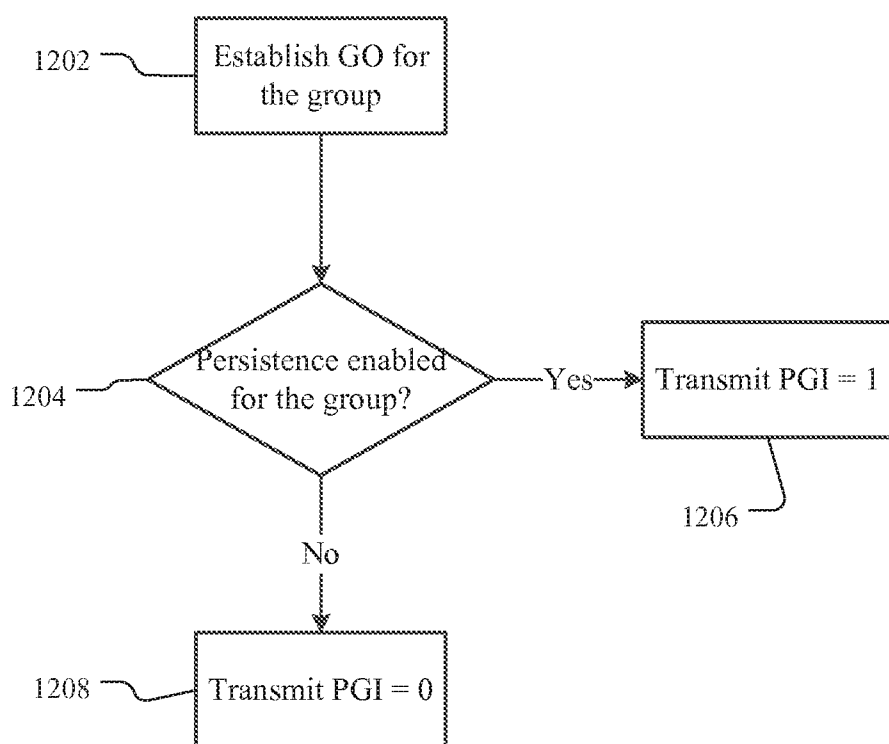 1202
Establish GO for
the group
1204
Persistence enabled
for the group?
Yes
Transmit PGI = 1
1206
No
1208
Transmit PGI = 0